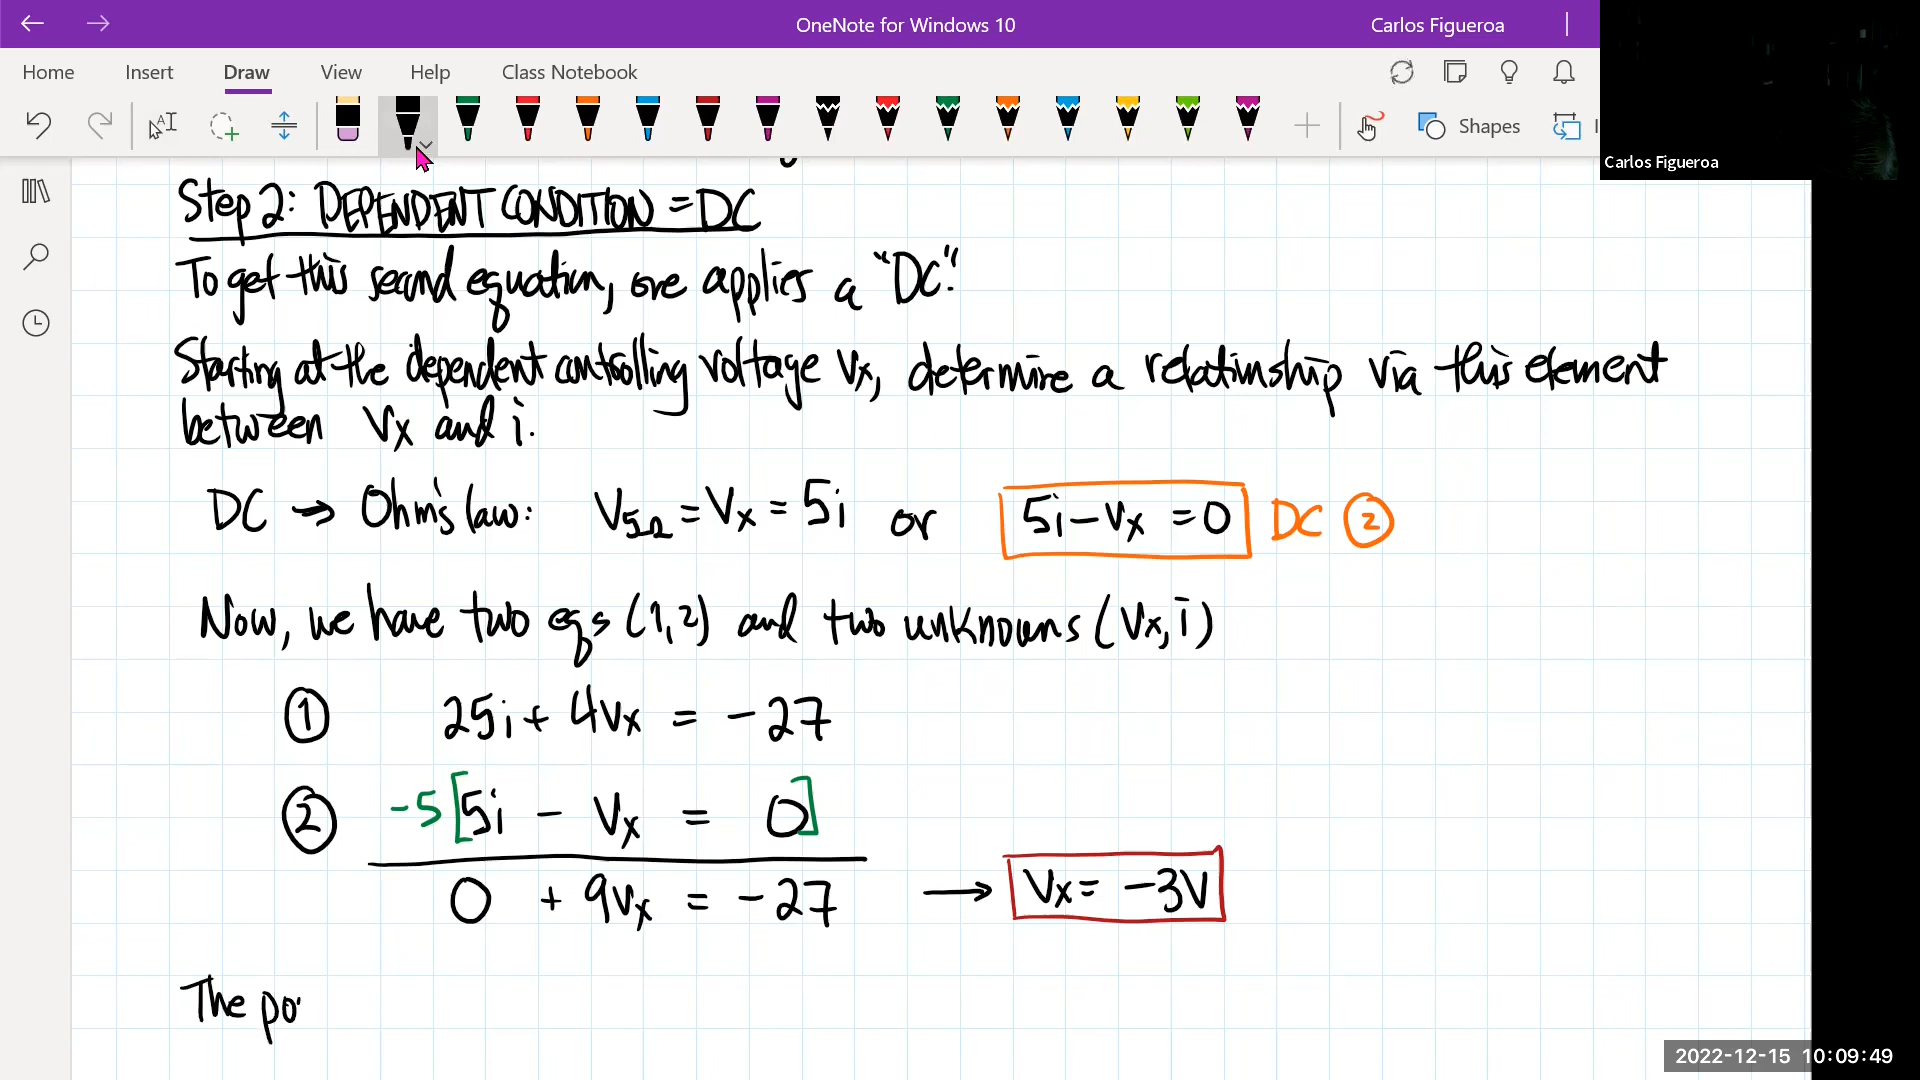 OneNote for Windows 10
Carlos Figueroa
Home Insert Draw View Help Class Notebook
Shapes
Carlos Figueroa
Step 2: DEPENDENT CONDITION = DC
To get this second equation, one applies a "DC".
Starting at the dependent controlling voltage Vx, determine a relationship via this element
between Vx and i.
DC → Ohm's law: V5Ω = Vx = 5i or 5i - Vx = 0 DC ②
Now, we have two eqs (1,2) and two unknowns (Vx, i)
① 25i + 4Vx = -27
② -5[5i - Vx = 0]
0 + 9Vx = -27 → Vx = -3V
The po
2022-12-15 10:09:49